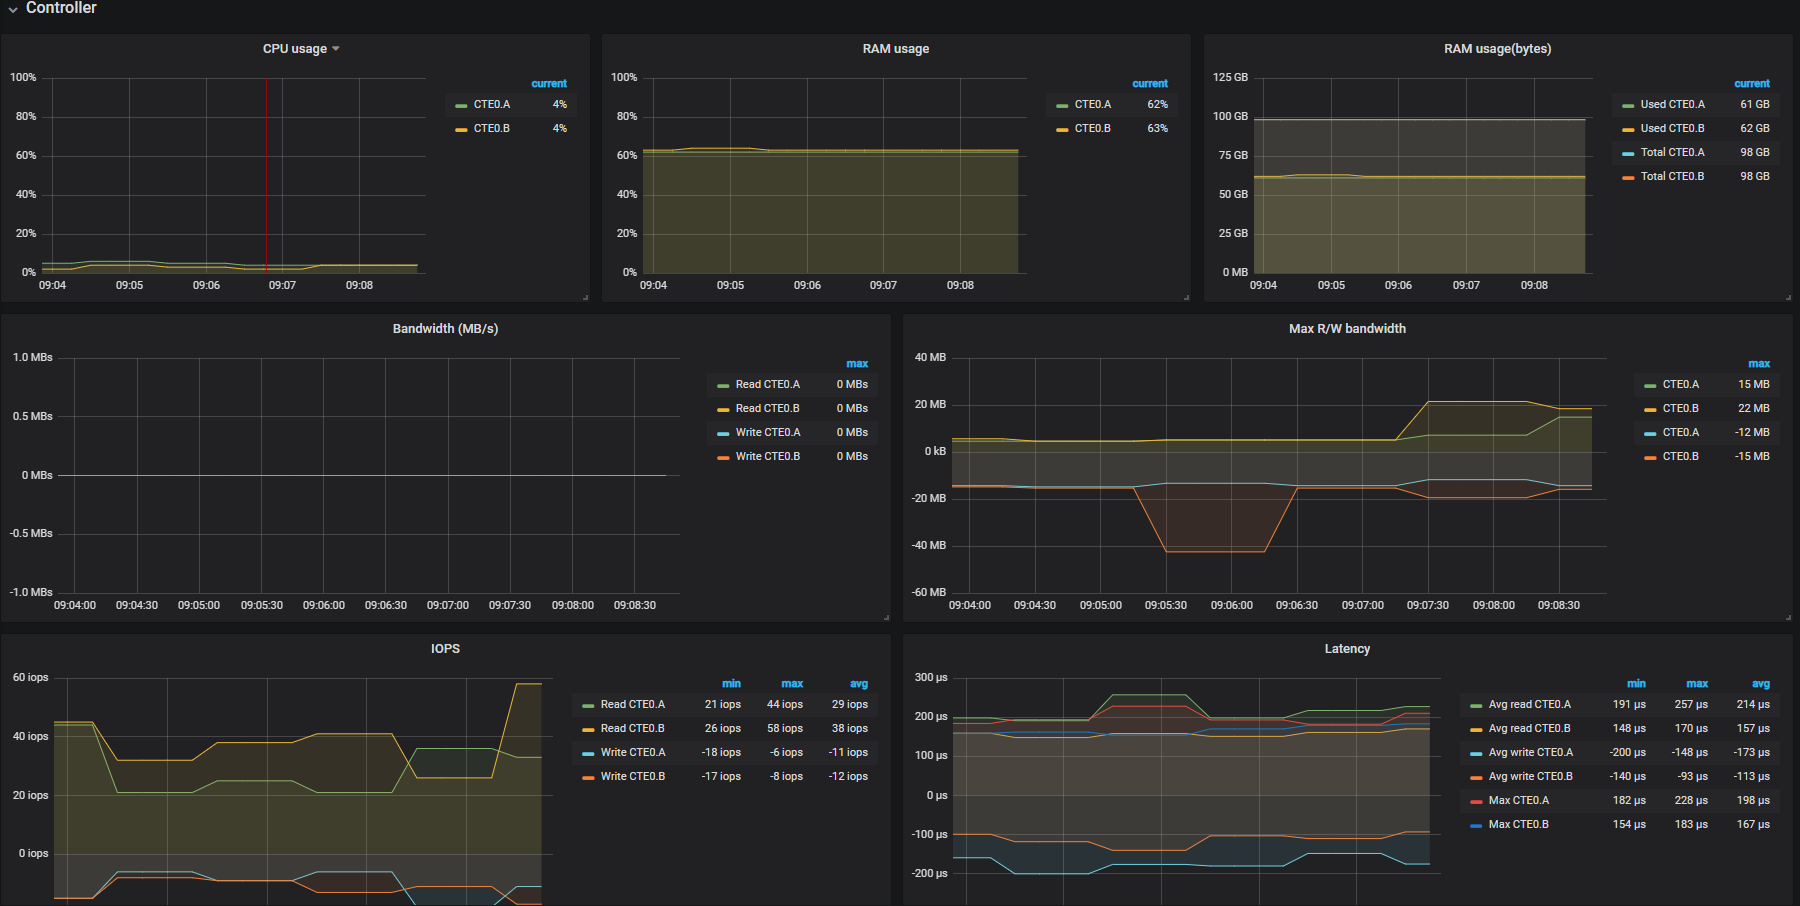 Controller
CPU usage
100%
80%
60%
40%
20%
0%
09:04 09:05 09:06 09:07 09:08
current
CTE0.A 4%
CTE0.B 4%
RAM usage
100%
80%
60%
40%
20%
0%
09:04 09:05 09:06 09:07 09:08
current
CTE0.A 62%
CTE0.B 63%
RAM usage(bytes)
125 GB
100 GB
75 GB
50 GB
25 GB
0 MB
09:04 09:05 09:06 09:07 09:08
current
Used CTE0.A 61 GB
Used CTE0.B 62 GB
Total CTE0.A 98 GB
Total CTE0.B 98 GB
Bandwidth (MB/s)
1.0 MBs
0.5 MBs
0 MBs
-0.5 MBs
-1.0 MBs
09:04:00 09:04:30 09:05:00 09:05:30 09:06:00 09:06:30 09:07:00 09:07:30 09:08:00 09:08:30
max
Read CTE0.A 0 MBs
Read CTE0.B 0 MBs
Write CTE0.A 0 MBs
Write CTE0.B 0 MBs
Max R/W bandwidth
40 MB
20 MB
0 kB
-20 MB
-40 MB
-60 MB
09:04:00 09:04:30 09:05:00 09:05:30 09:06:00 09:06:30 09:07:00 09:07:30 09:08:00 09:08:30
max
CTE0.A 15 MB
CTE0.B 22 MB
CTE0.A -12 MB
CTE0.B -15 MB
IOPS
60 iops
40 iops
20 iops
0 iops
min max avg
Read CTE0.A 21 iops 44 iops 29 iops
Read CTE0.B 26 iops 58 iops 38 iops
Write CTE0.A -18 iops -6 iops -11 iops
Write CTE0.B -17 iops -8 iops -12 iops
Latency
300 µs
200 µs
100 µs
0 µs
-100 µs
-200 µs
min max avg
Avg read CTE0.A 191 µs 257 µs 214 µs
Avg read CTE0.B 148 µs 170 µs 157 µs
Avg write CTE0.A -200 µs -148 µs -173 µs
Avg write CTE0.B -140 µs -93 µs -113 µs
Max CTE0.A 182 µs 228 µs 198 µs
Max CTE0.B 154 µs 183 µs 167 µs